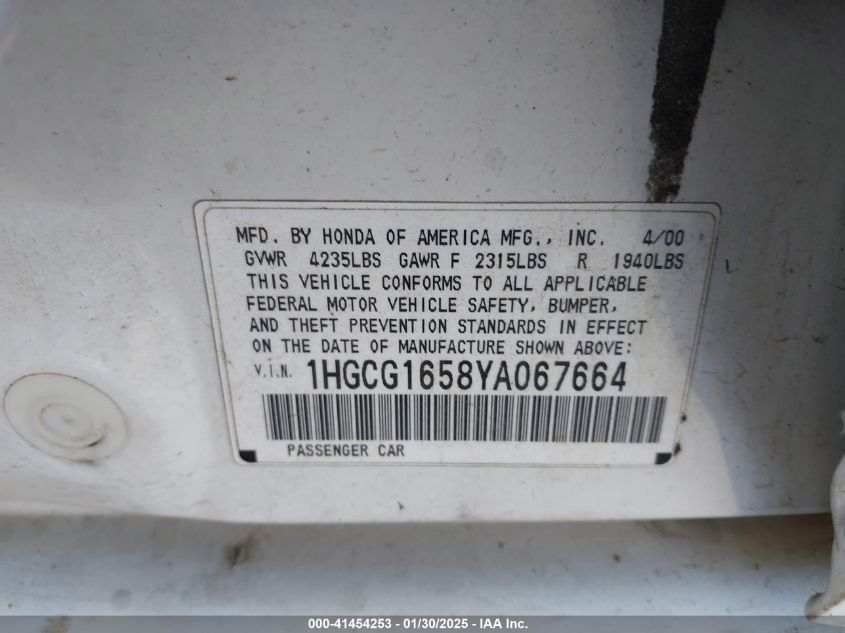 MFD. BY HONDA OF AMERICA MFG., INC. 4/00
GVWR 4235LBS GAWR F 2315LBS R 1940LBS
THIS VEHICLE CONFORMS TO ALL APPLICABLE
FEDERAL MOTOR VEHICLE SAFETY, BUMPER,
AND THEFT PREVENTION STANDARDS IN EFFECT
ON THE DATE OF MANUFACTURE SHOWN ABOVE:
V.I.N. 1HGCG1658YA067664
PASSENGER CAR
000-41454253 - 01/30/2025 - IAA Inc.